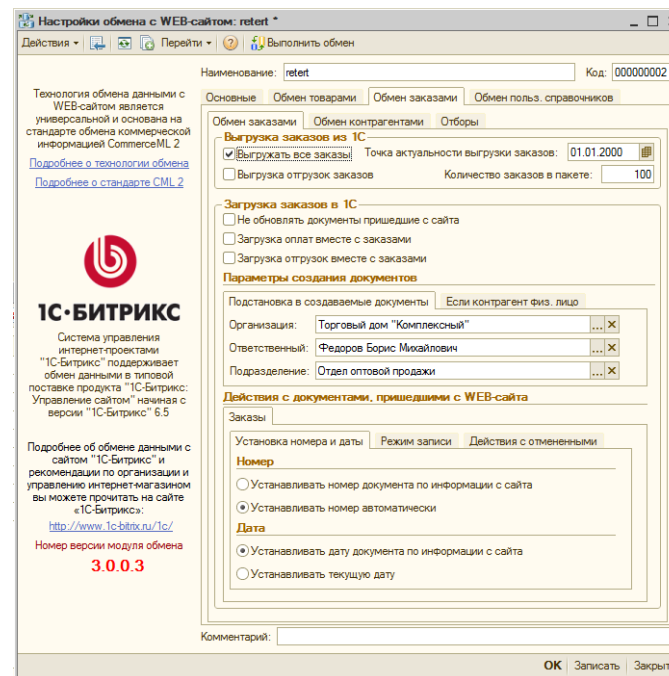 Настройки обмена с WEB-сайтом: retert *
Действия Перейти Выполнить обмен
Наименование: retert Код: 000000002
Технология обмена данными с
WEB-сайтом является
универсальной и основана на
стандарте обмена коммерческой
информацией CommerceML 2
Подробнее о технологии обмена
Подробнее о стандарте CML 2
1С·БИТРИКС
Система управления
интернет-проектами
"1С-Битрикс" поддерживает
обмен данными в типовой
поставке продукта "1С-Битрикс:
Управление сайтом" начиная с
версии "1С-Битрикс" 6.5
Подробнее об обмене данными с
сайтом "1С-Битрикс" и
рекомендации по организации и
управлению интернет-магазином
вы можете прочитать на сайте
«1С-Битрикс»:
http://www.1c-bitrix.ru/1c/
Номер версии модуля обмена
3.0.0.3
Основные Обмен товарами Обмен заказами Обмен польз. справочников
Обмен заказами Обмен контрагентами Отборы
Выгрузка заказов из 1С
Выгружать все заказы Точка актуальности выгрузки заказов: 01.01.2000
Выгрузка отгрузок заказов Количество заказов в пакете: 100
Загрузка заказов в 1С
Не обновлять документы пришедшие с сайта
Загрузка оплат вместе с заказами
Загрузка отгрузок вместе с заказами
Параметры создания документов
Подстановка в создаваемые документы Если контрагент физ. лицо
Организация: Торговый дом "Комплексный"
Ответственный: Федоров Борис Михайлович
Подразделение: Отдел оптовой продажи
Действия с документами, пришедшими с WEB-сайта
Заказы
Установка номера и даты Режим записи Действия с отмененными
Номер
Устанавливать номер документа по информации с сайта
Устанавливать номер автоматически
Дата
Устанавливать дату документа по информации с сайта
Устанавливать текущую дату
Комментарий:
OK Записать Закрыт